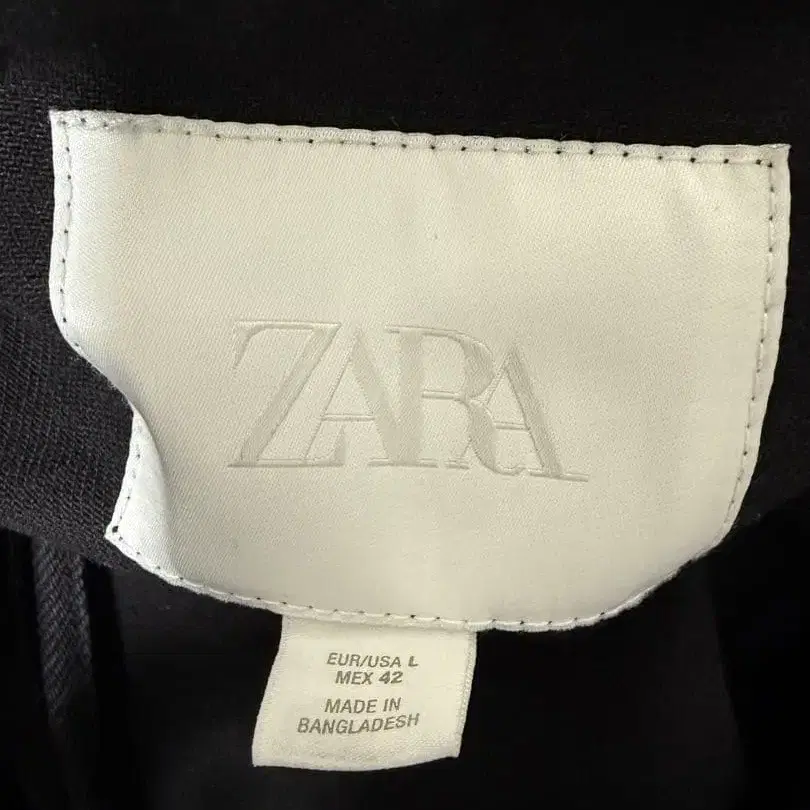 ZARA
EUR/USA L
MEX 42
MADE IN
BANGLADESH